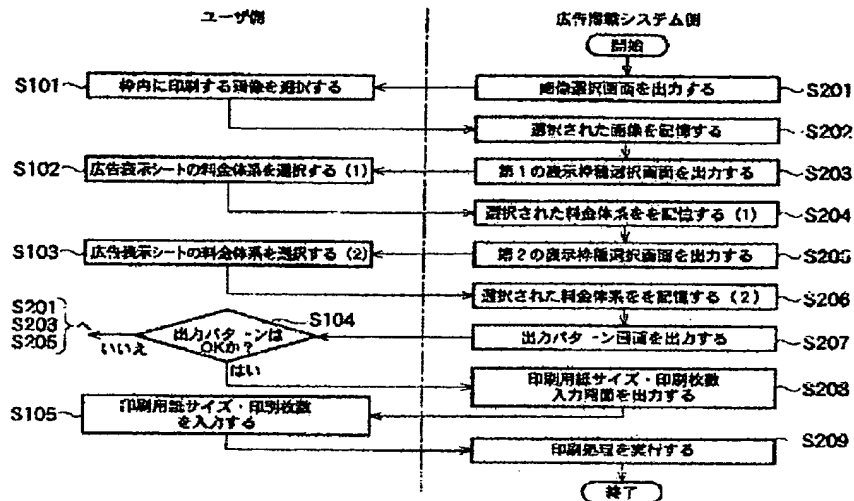 ユーザ側
広告掲載システム側
開始
S101
枠内に印刷する画像を選択する
画像選択画面を出力する
S201
選択された画像を記憶する
S202
S102
広告表示シートの料金体系を選択する (1)
第1の表示枠種選択画面を出力する
S203
選択された料金体系をを記憶する (1)
S204
S103
広告表示シートの料金体系を選択する (2)
第2の表示枠種選択画面を出力する
S205
選択された料金体系をを記憶する (2)
S206
S201
S203
S205
いいえ
出力パターンは
OKか?
S104
はい
出力パターン画面を出力する
S207
印刷用紙サイズ・印刷枚数
入力画面を出力する
S208
S105
印刷用紙サイズ・印刷枚数
を入力する
印刷処理を実行する
S209
終了